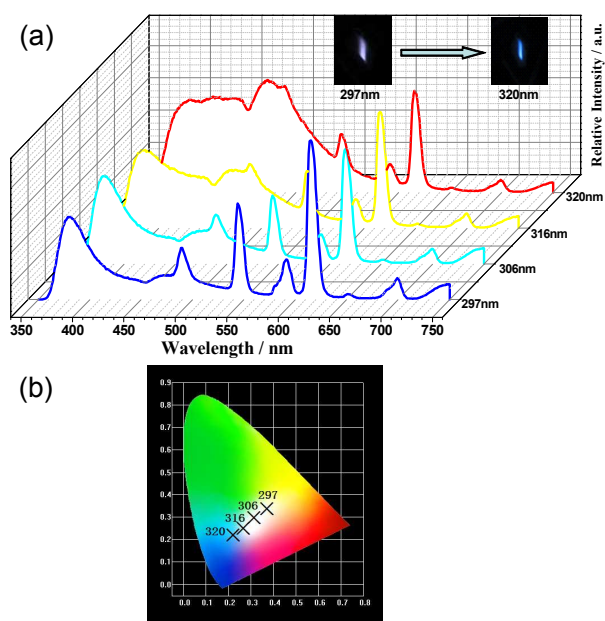 (a)
297nm
320nm
Relative Intensity / a.u.
320nm
316nm
306nm
297nm
350 400 450 500 550 600 650 700 750
Wavelength / nm
(b)
0.9
0.8
0.7
0.6
0.5
0.4
0.3
0.2
0.1
0.0
297
306
316
320
0.0 0.1 0.2 0.3 0.4 0.5 0.6 0.7 0.8